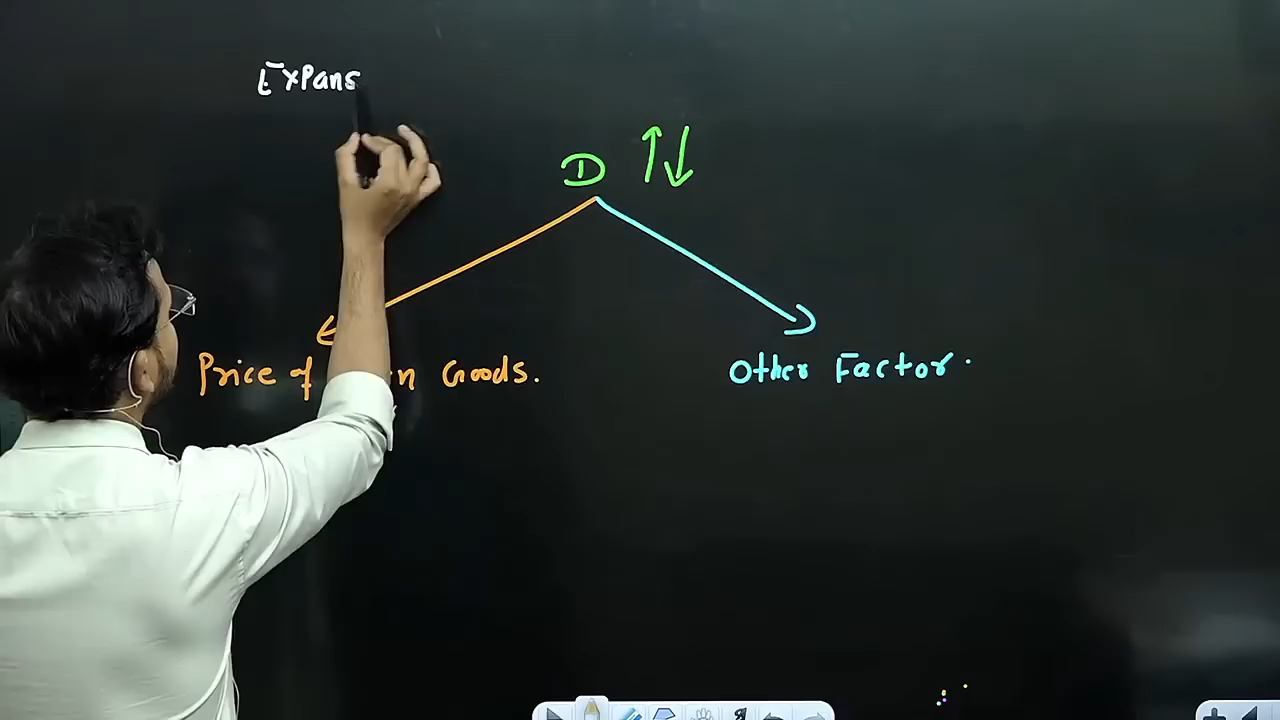 Expans
D ↑↓
Price of Goods.
Other Factor.